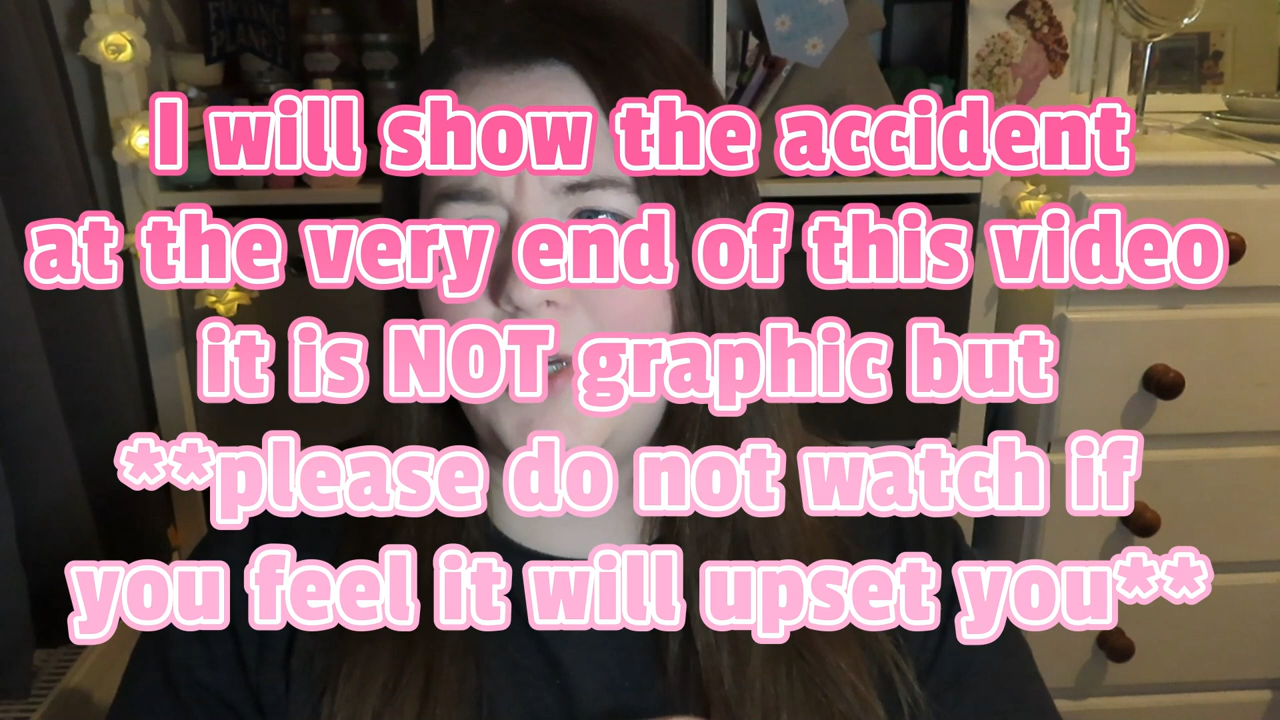 I will show the accident
at the very end of this video
it is NOT graphic but
**please do not watch if
you feel it will upset you**